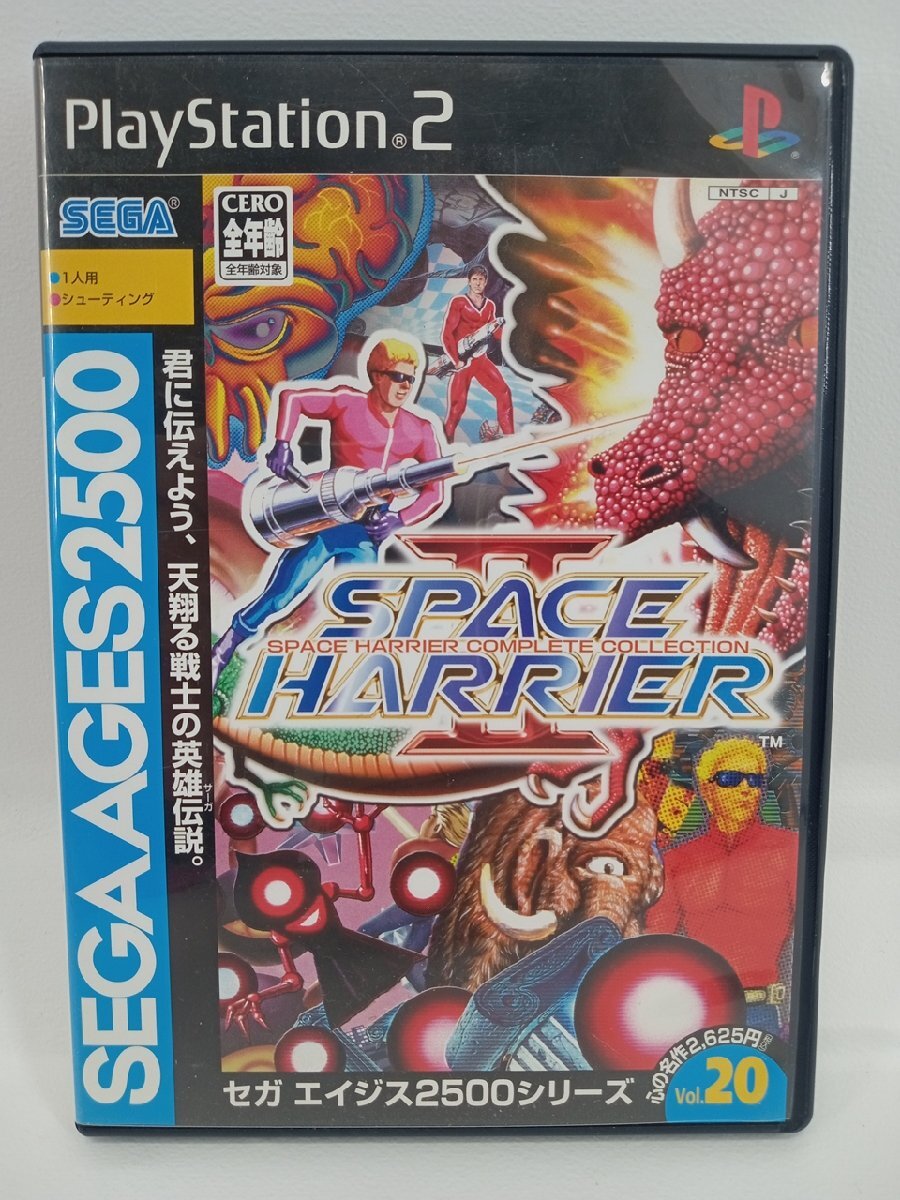 PlayStation®2
NTSC J
SEGA®
CERO
全年齢
全年齢対象
●1人用
●シューティング
SEGA AGES 2500
君に伝えよう、天翔る戦士の英雄伝説。
サーガ
II
SPACE
SPACE HARRIER COMPLETE COLLECTION
HARRIER
™
心の名作2,625円
セガ エイジス2500シリーズ
Vol.20